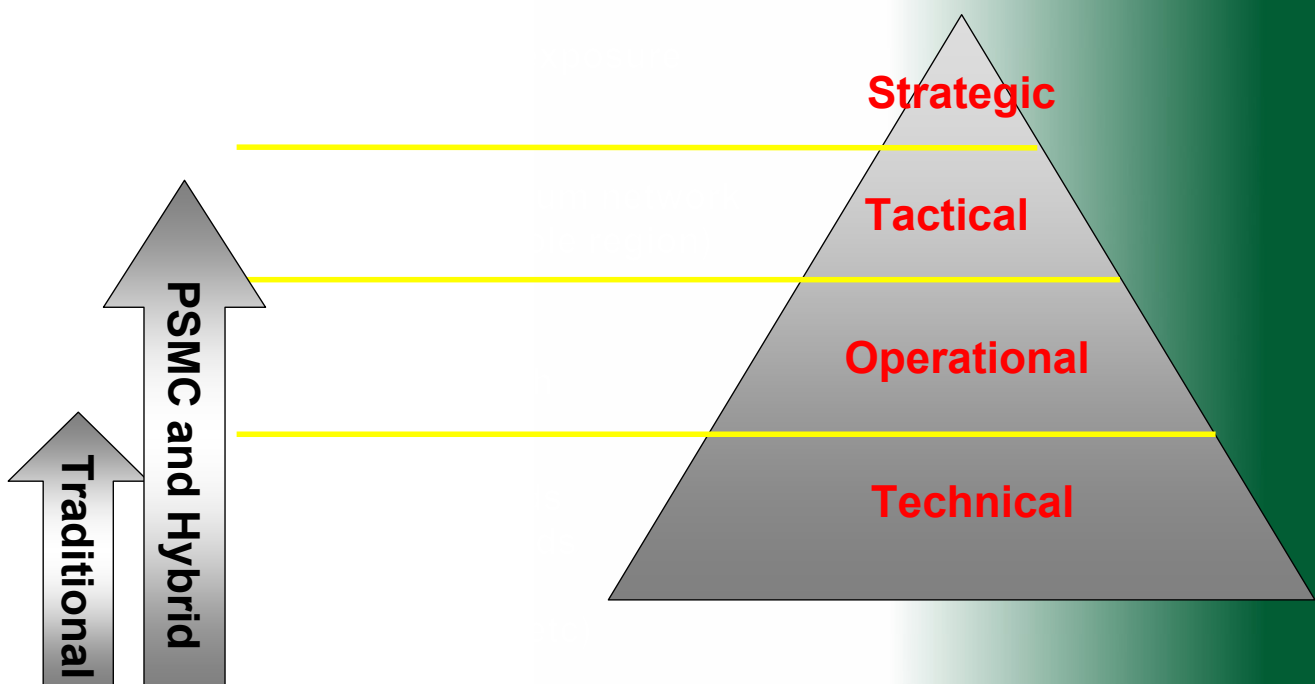 Strategic
Tactical
Operational
Technical
PSMC and Hybrid
Traditional